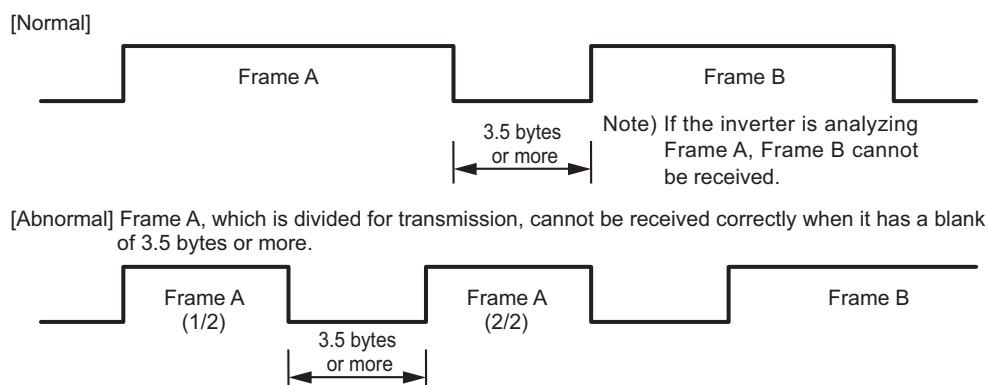 [Normal]
Frame A
Frame B
3.5 bytes
or more
Note) If the inverter is analyzing
Frame A, Frame B cannot
be received.
[Abnormal] Frame A, which is divided for transmission, cannot be received correctly when it has a blank
of 3.5 bytes or more.
Frame A
(1/2)
Frame A
(2/2)
Frame B
3.5 bytes
or more